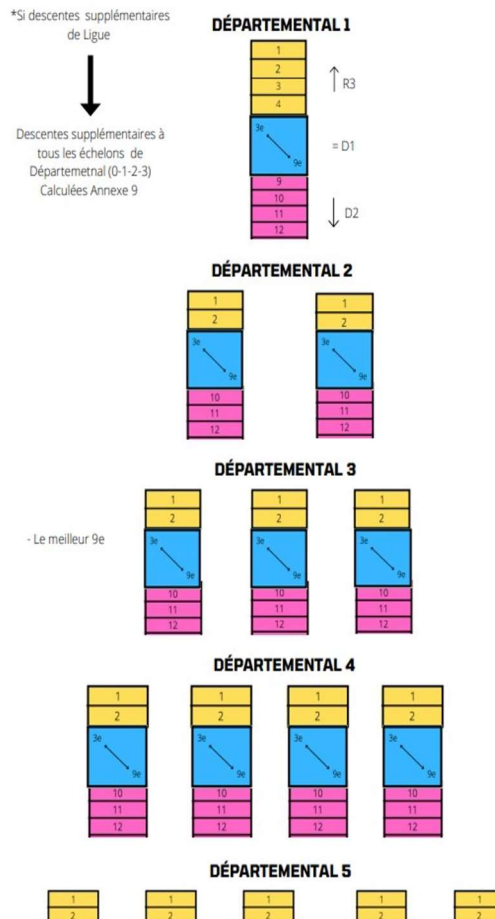 *Si descentes supplémentaires
de Ligue
Descentes supplémentaires à
tous les échelons de
Départemetnal (0-1-2-3)
Calculées Annexe 9
DÉPARTEMENTAL 1
1
2
3
4
R3
3e
9e
= D1
9
10
11
12
D2
DÉPARTEMENTAL 2
1 1
2 2
3e 3e
9e 9e
10 10
11 11
12 12
DÉPARTEMENTAL 3
- Le meilleur 9e
1 1 1
2 2 2
3e 3e 3e
9e 9e 9e
10 10 10
11 11 11
12 12 12
DÉPARTEMENTAL 4
1 1 1 1
2 2 2 2
3e 3e 3e 3e
9e 9e 9e 9e
10 10 10 10
11 11 11 11
12 12 12 12
DÉPARTEMENTAL 5
1 1 1 1 1
2 2 2 2 2